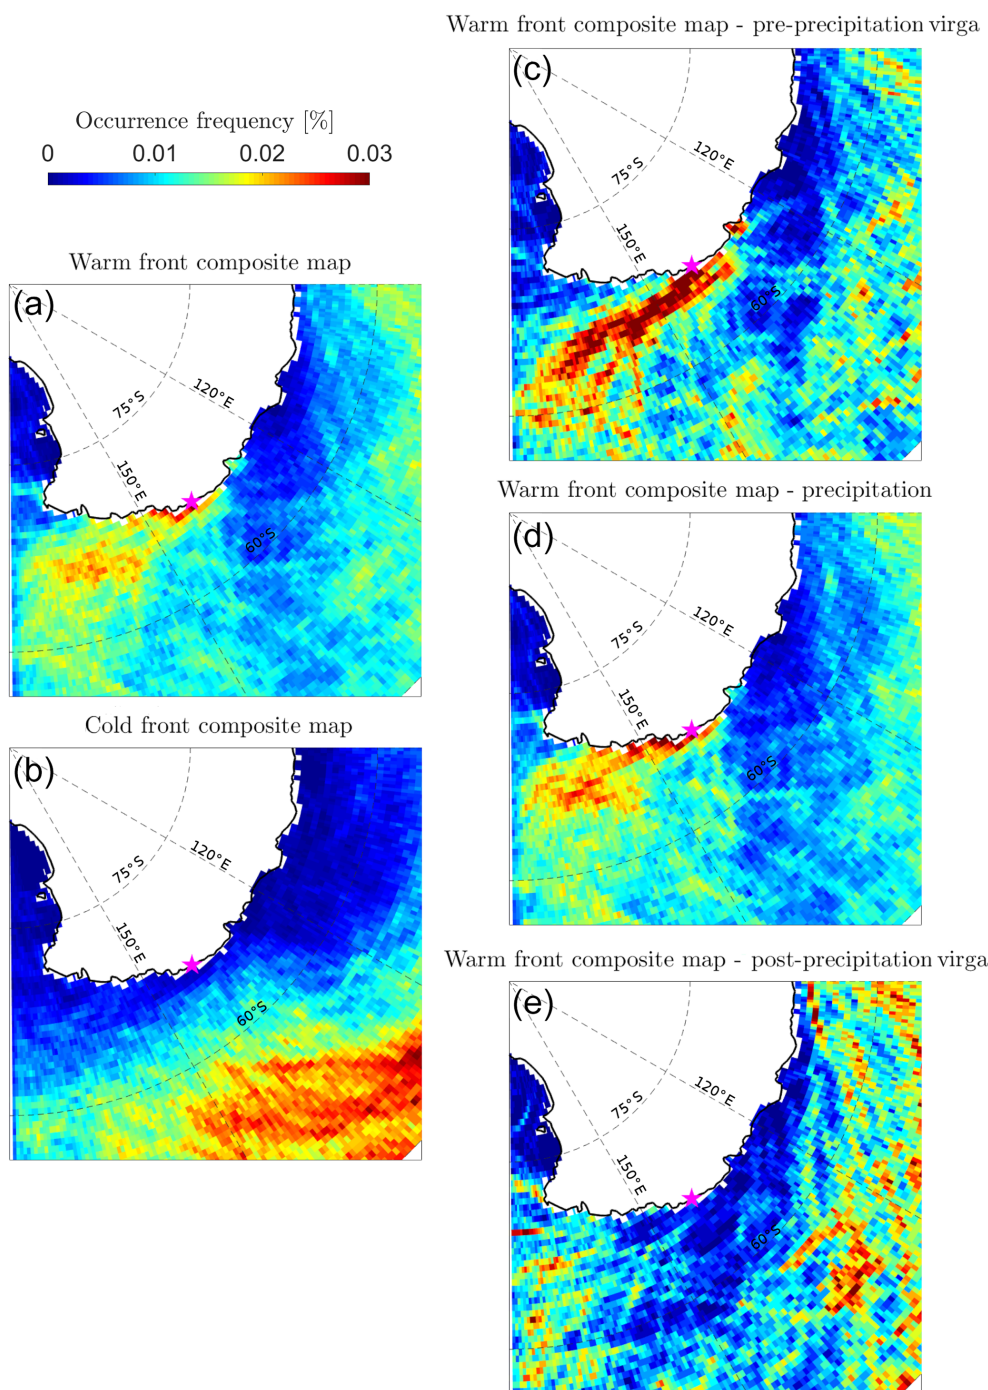 Warm front composite map - pre-precipitation virga
(c)
120°E
75°S
150°E
60°S
Occurrence frequency [%]
0 0.01 0.02 0.03
Warm front composite map
(a)
120°E
75°S
150°E
60°S
Warm front composite map - precipitation
(d)
120°E
75°S
150°E
60°S
Cold front composite map
(b)
120°E
75°S
150°E
60°S
Warm front composite map - post-precipitation virga
(e)
120°E
75°S
150°E
60°S